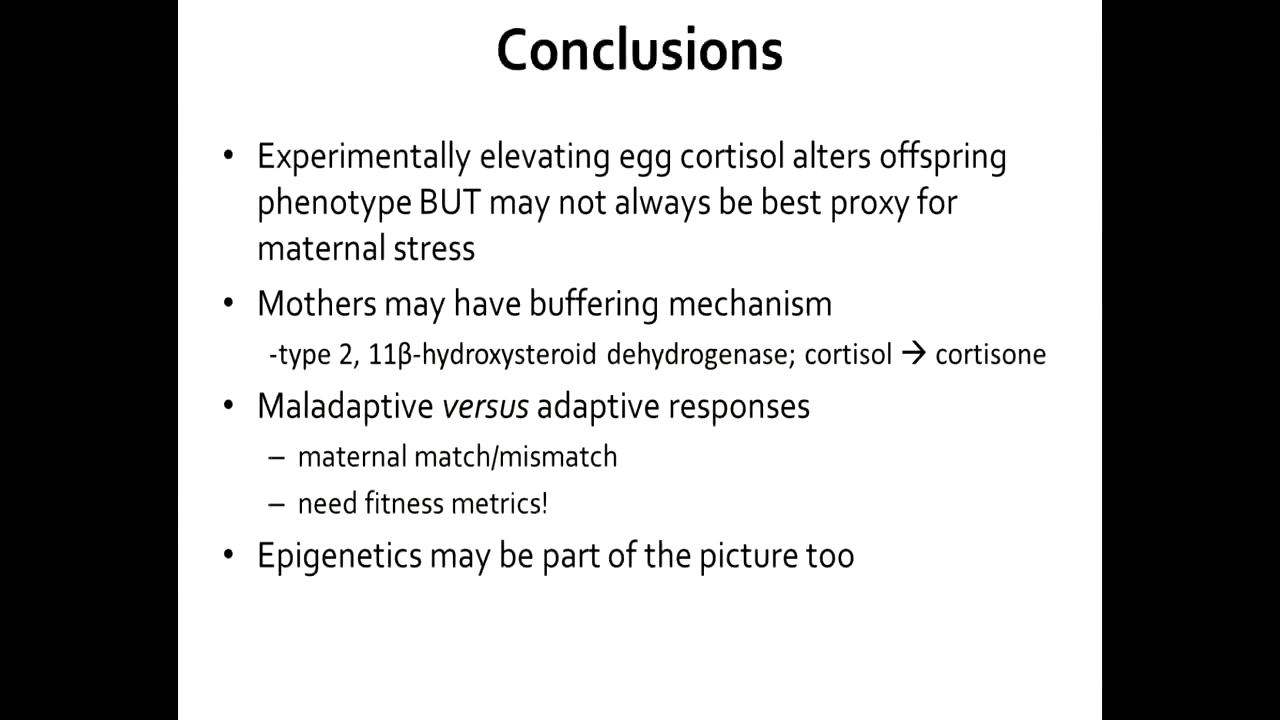 Conclusions
• Experimentally elevating egg cortisol alters offspring
phenotype BUT may not always be best proxy for
maternal stress
• Mothers may have buffering mechanism
-type 2, 11β-hydroxysteroid dehydrogenase; cortisol → cortisone
• Maladaptive versus adaptive responses
– maternal match/mismatch
– need fitness metrics!
• Epigenetics may be part of the picture too